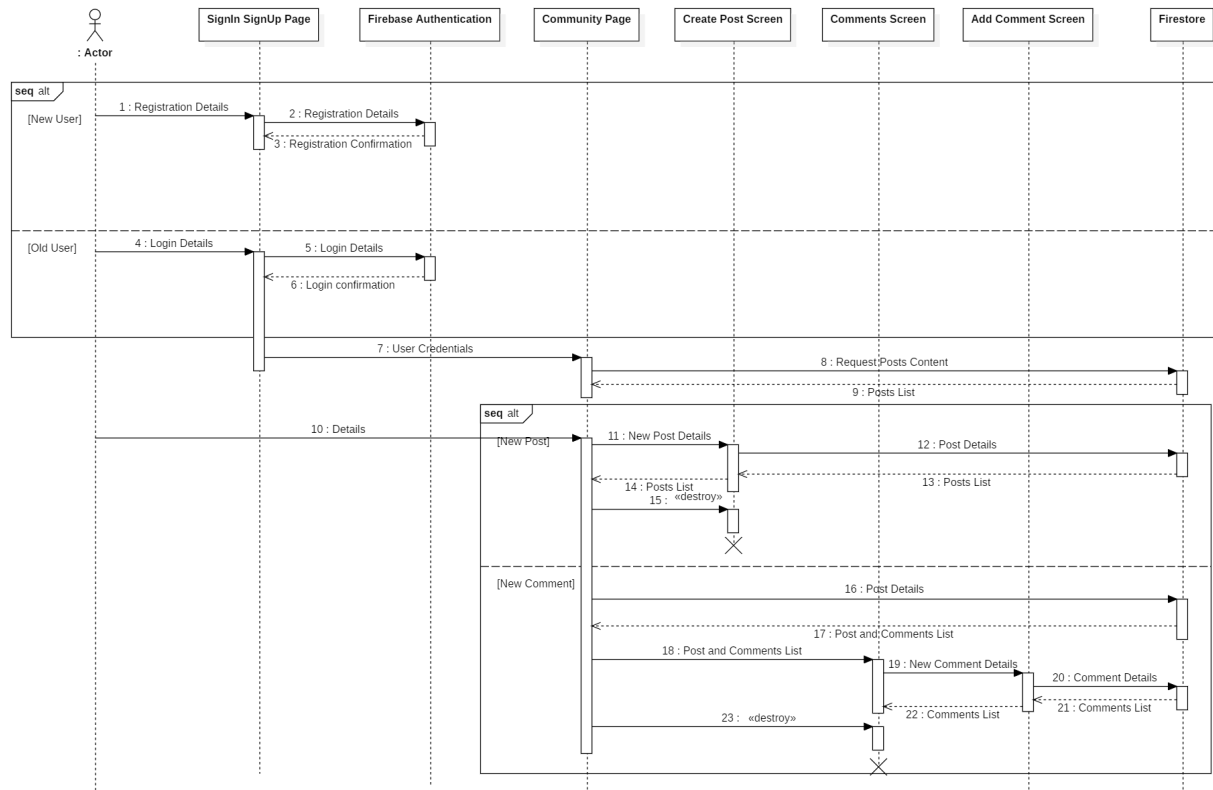 SignIn SignUp Page
Firebase Authentication
Community Page
Create Post Screen
Comments Screen
Add Comment Screen
Firestore
: Actor
seq alt
[New User]
1 : Registration Details
2 : Registration Details
3 : Registration Confirmation
[Old User]
4 : Login Details
5 : Login Details
6 : Login confirmation
7 : User Credentials
8 : Request Posts Content
9 : Posts List
seq alt
10 : Details
[New Post]
11 : New Post Details
12 : Post Details
13 : Posts List
14 : Posts List
15 : «destroy»
[New Comment]
16 : Post Details
17 : Post and Comments List
18 : Post and Comments List
19 : New Comment Details
20 : Comment Details
21 : Comments List
22 : Comments List
23 : «destroy»